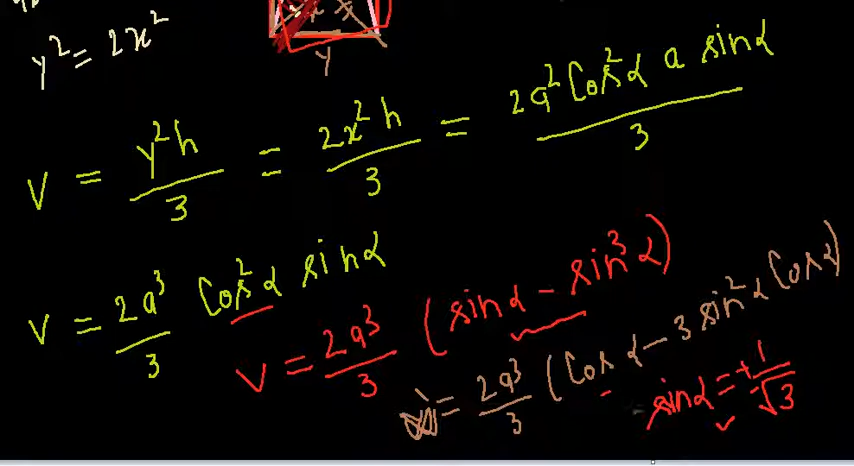 x
y
y² = 2x²
V = y²h/3 = 2x²h/3 = 2a² Cos²α a sinα/3
V = 2a³/3 Cos²α sinα
V = 2a³/3 (sinα - sin³α)
= 2a³/3 (Cosα - 3 sin²α Cosα)
sinα = +1/√3